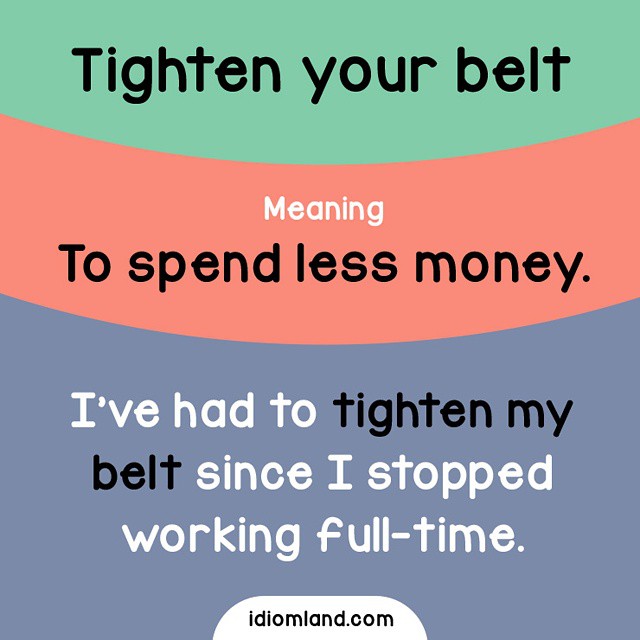 Tighten your belt
Meaning
To spend less money.
I've had to tighten my
belt since I stopped
working full-time.
idiomland.com